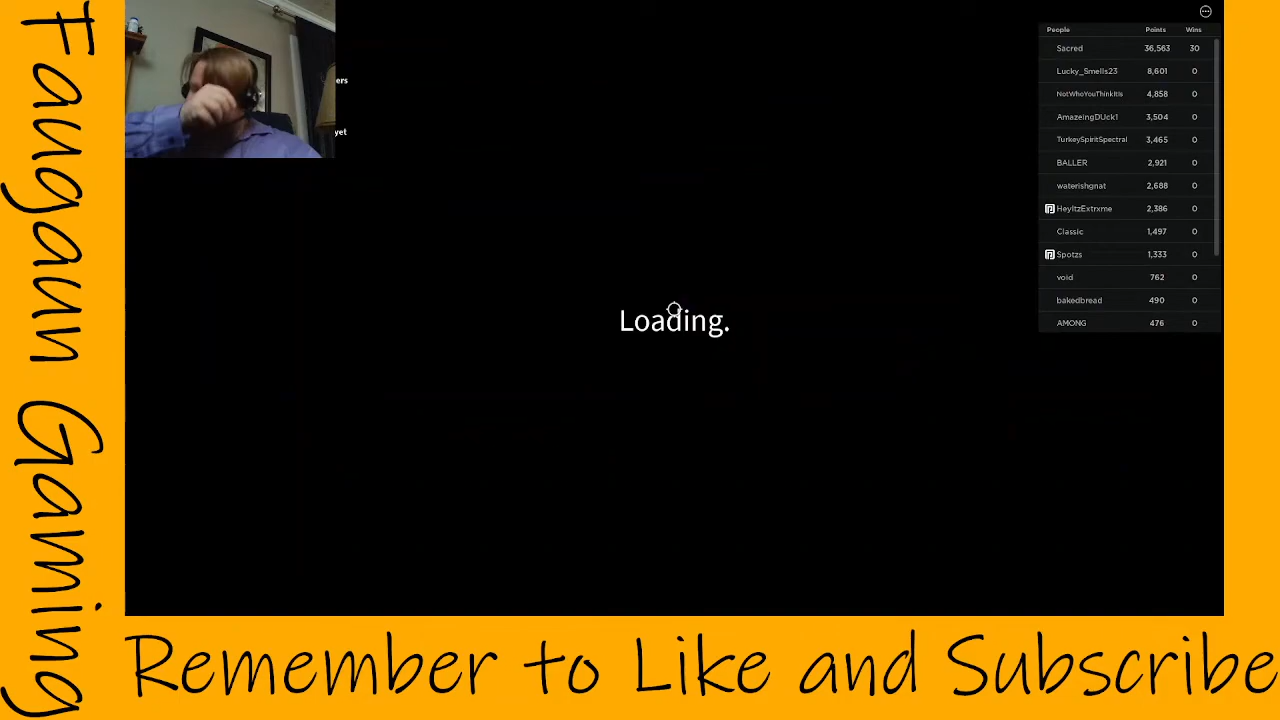 Faugaun Gaming
ers
yet
Loading.
People Points Wins
Sacred 36,563 30
Lucky_Smells23 8,601 0
NotWhoYouThinkItIs 4,858 0
AmazeingDUck1 3,504 0
TurkeySpiritSpectral 3,465 0
BALLER 2,921 0
waterishgnat 2,688 0
HeyItzExtrxme 2,386 0
Classic 1,497 0
Spotzs 1,333 0
void 762 0
bakedbread 490 0
AMONG 476 0
Remember to Like and Subscribe